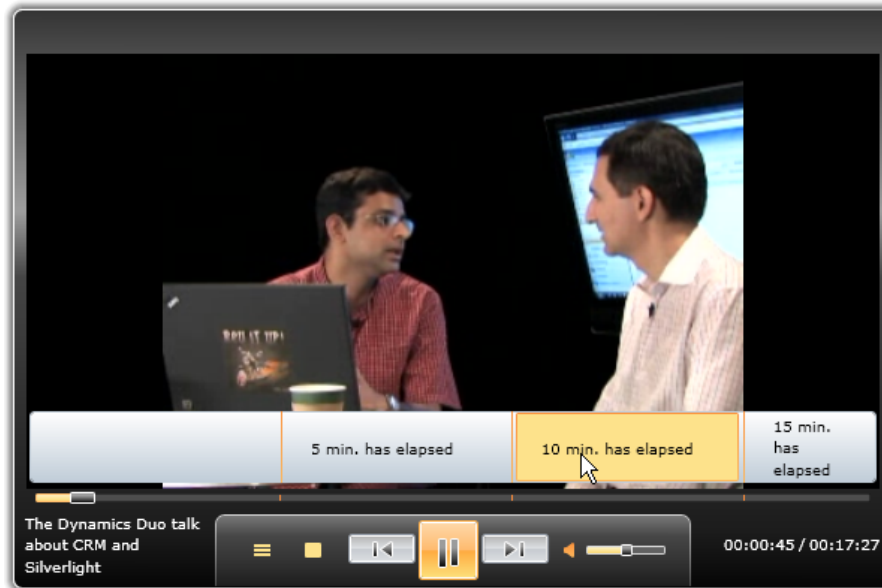 5 min. has elapsed
10 min. has elapsed
15 min.
has
elapsed
The Dynamics Duo talk
about CRM and
Silverlight
00:00:45 / 00:17:27